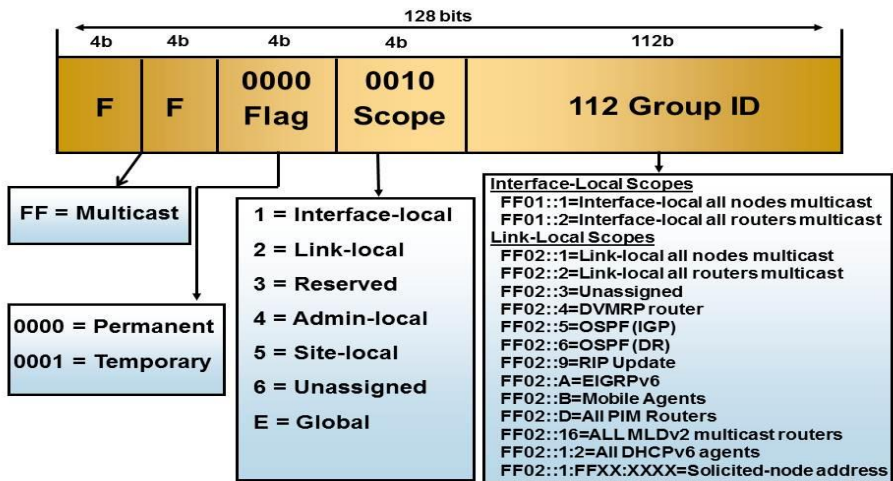 128 bits
4b 4b 4b 4b 112b
F F 0000 Flag 0010 Scope 112 Group ID
FF = Multicast
0000 = Permanent
0001 = Temporary
1 = Interface-local
2 = Link-local
3 = Reserved
4 = Admin-local
5 = Site-local
6 = Unassigned
E = Global
Interface-Local Scopes
FF01::1=Interface-local all nodes multicast
FF01::2=Interface-local all routers multicast
Link-Local Scopes
FF02::1=Link-local all nodes multicast
FF02::2=Link-local all routers multicast
FF02::3=Unassigned
FF02::4=DVMRP router
FF02::5=OSPF (IGP)
FF02::6=OSPF (DR)
FF02::9=RIP Update
FF02::A=EIGRPv6
FF02::B=Mobile Agents
FF02::D=All PIM Routers
FF02::16=ALL MLDv2 multicast routers
FF02::1:2=All DHCPv6 agents
FF02::1:FFXX:XXXX=Solicited-node address